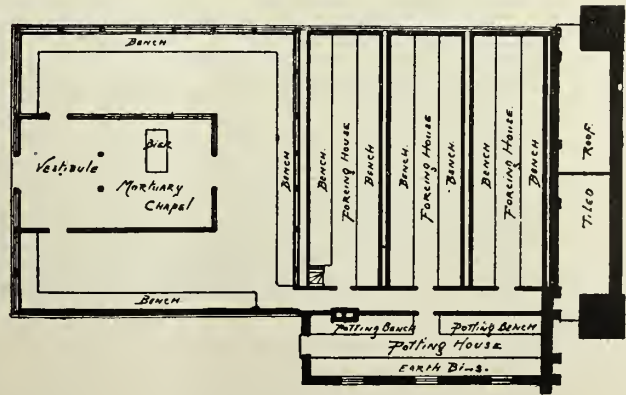 BENCH
BENCH
BENCH
FORCING HOUSE
BENCH
BENCH.
FORCING HOUSE
BENCH
BENCH
FORCING HOUSE.
BENCH
ROOF.
TILED
VESTIBULE
BIER
MORTUARY
CHAPEL
BENCH
POTTING BENCH
POTTING BENCH
POTTING HOUSE
EARTH BINS.